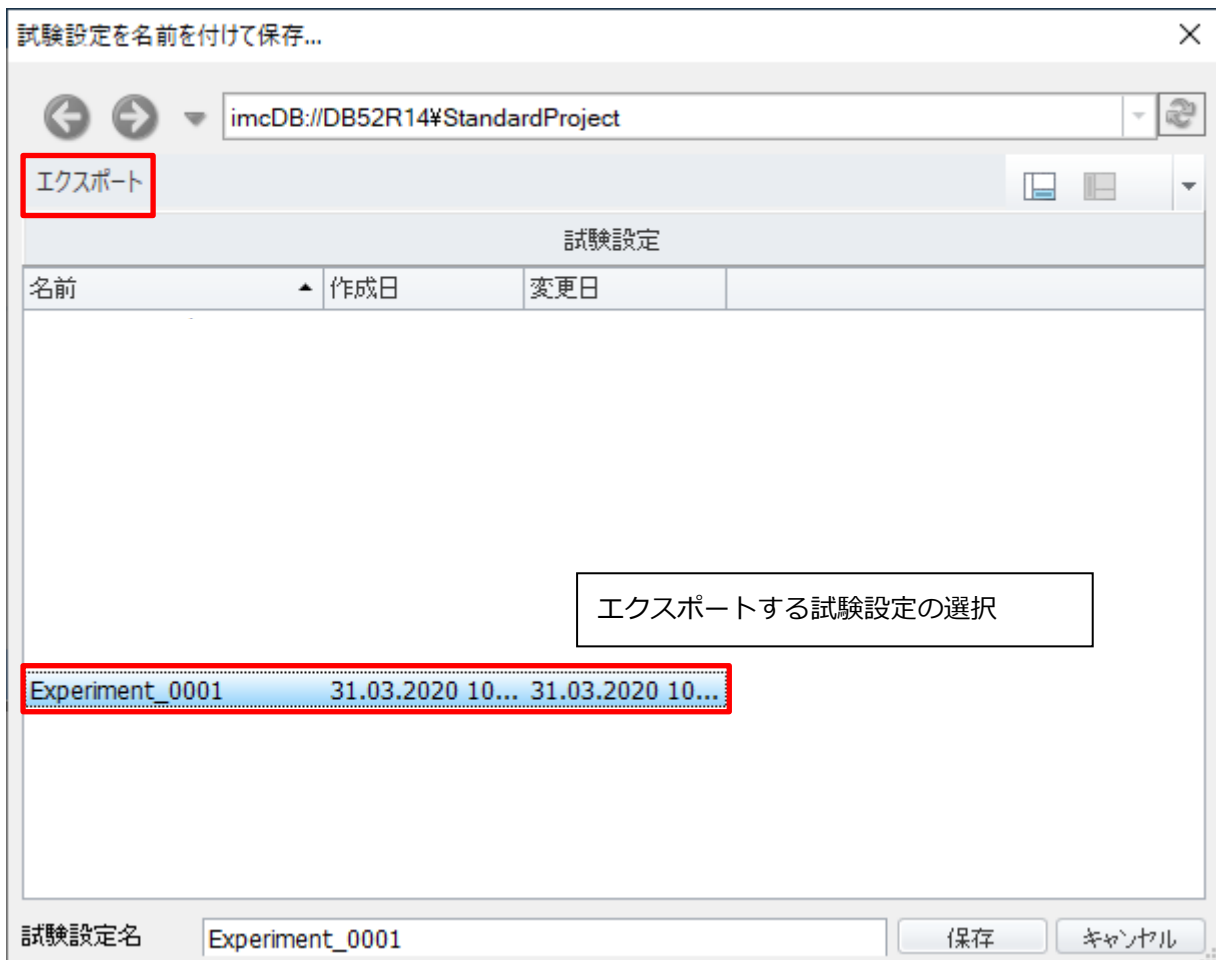 試験設定を名前を付けて保存...
imcDB://DB52R14¥StandardProject
エクスポート
試験設定
名前 作成日 変更日
エクスポートする試験設定の選択
Experiment_0001 31.03.2020 10... 31.03.2020 10...
試験設定名 Experiment_0001 保存 キャンセル